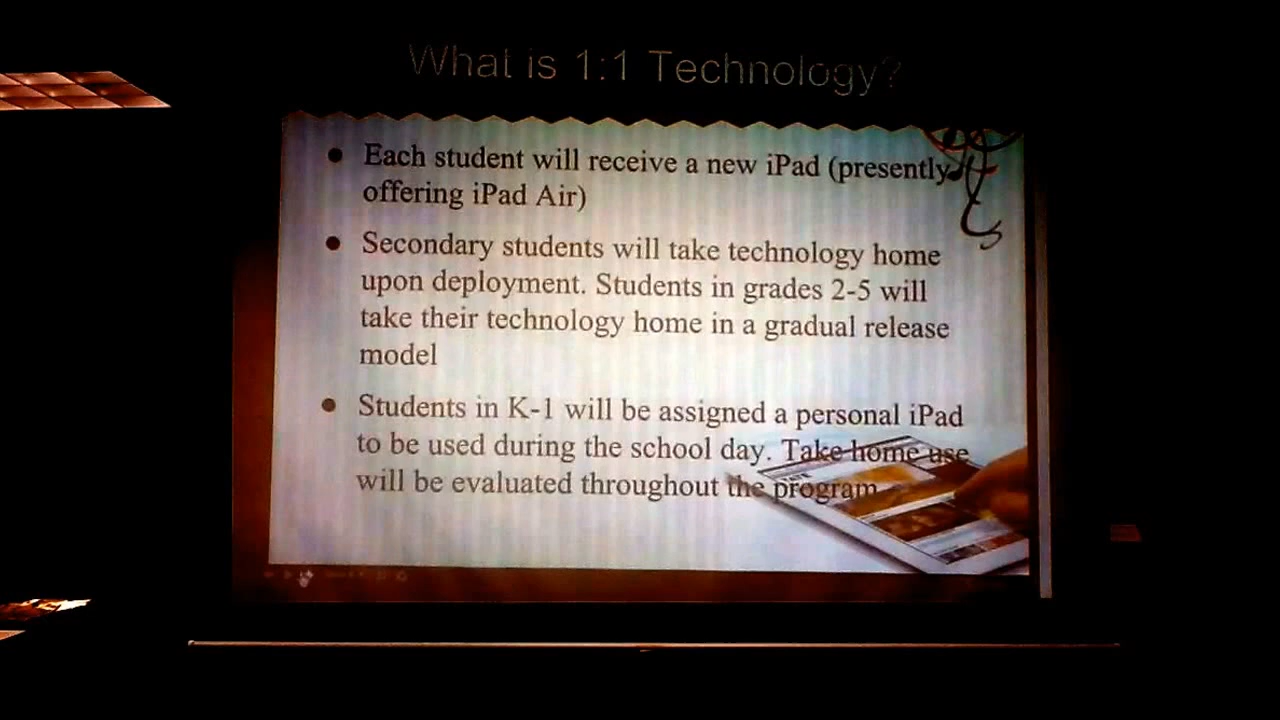 What is 1:1 Technology?
● Each student will receive a new iPad (presently
offering iPad Air)
● Secondary students will take technology home
upon deployment. Students in grades 2-5 will
take their technology home in a gradual release
model
● Students in K-1 will be assigned a personal iPad
to be used during the school day. Take home use
will be evaluated throughout the program